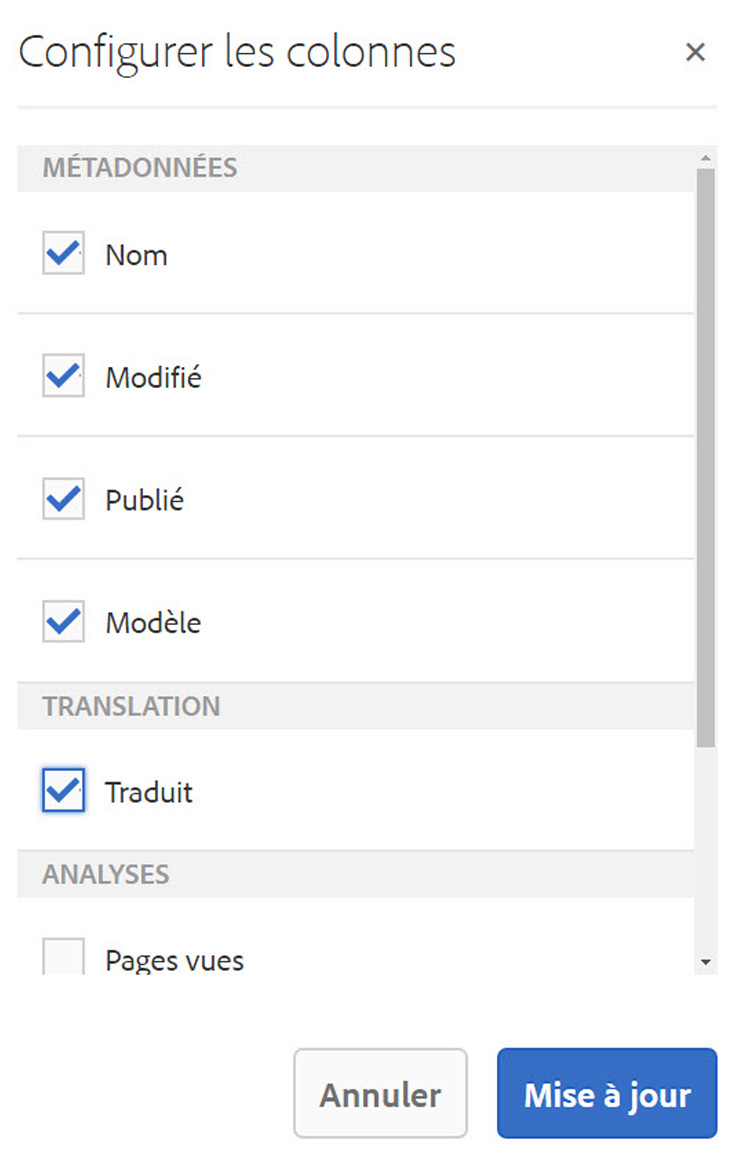 Configurer les colonnes
MÉTADONNÉES
Nom
Modifié
Publié
Modèle
TRANSLATION
Traduit
ANALYSES
Pages vues
Annuler
Mise à jour